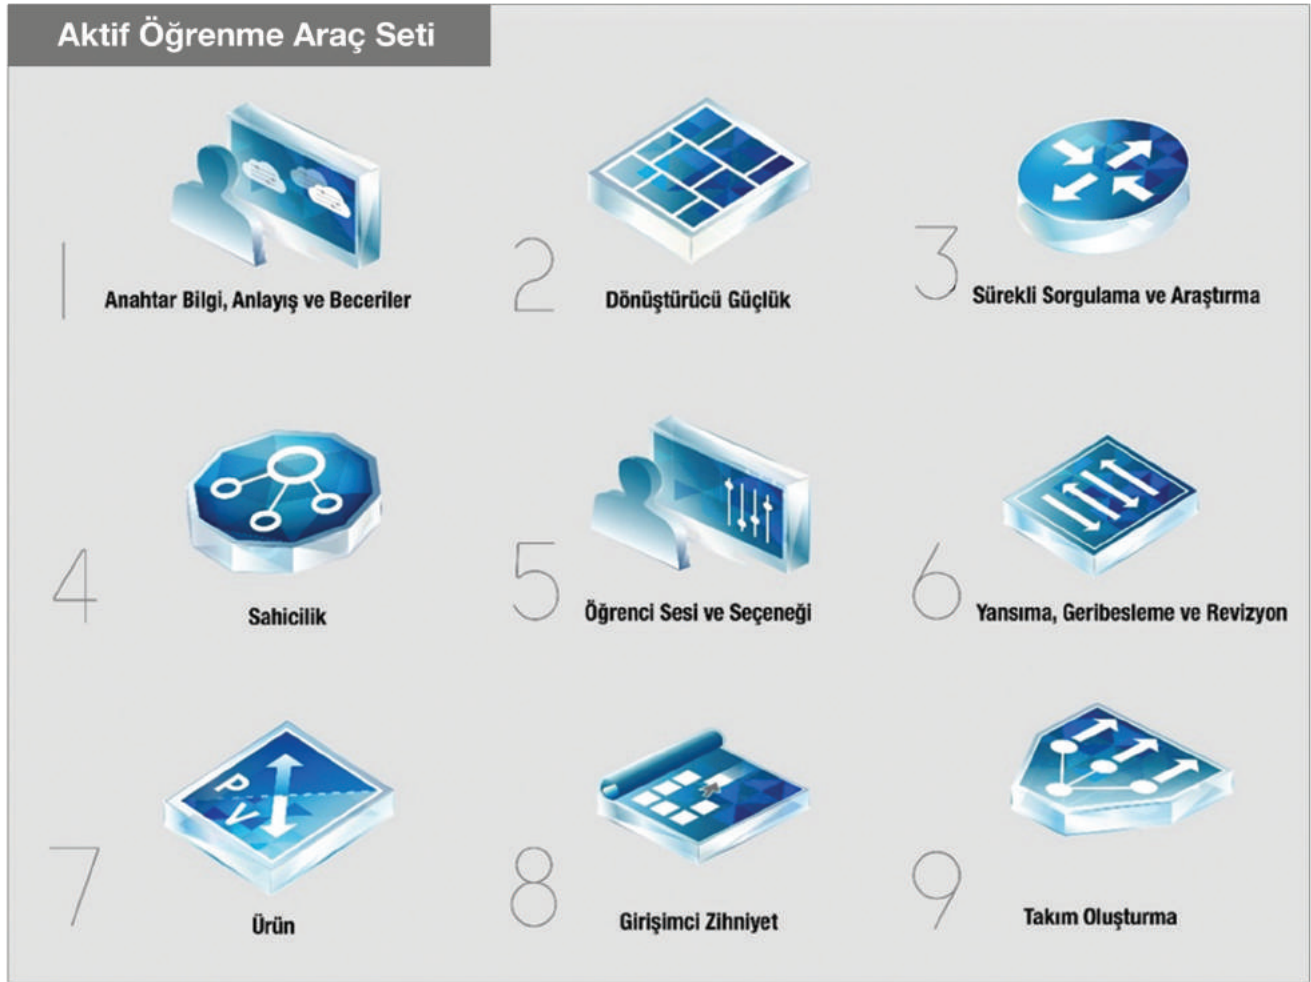 Aktif Öğrenme Araç Seti
1
Anahtar Bilgi, Anlayış ve Beceriler
2
Dönüştürücü Güçlük
3
Sürekli Sorgulama ve Araştırma
4
Sahicilik
5
Öğrenci Sesi ve Seçeneği
6
Yansıma, Geribesleme ve Revizyon
P
V
7
Ürün
8
Girişimci Zihniyet
9
Takım Oluşturma